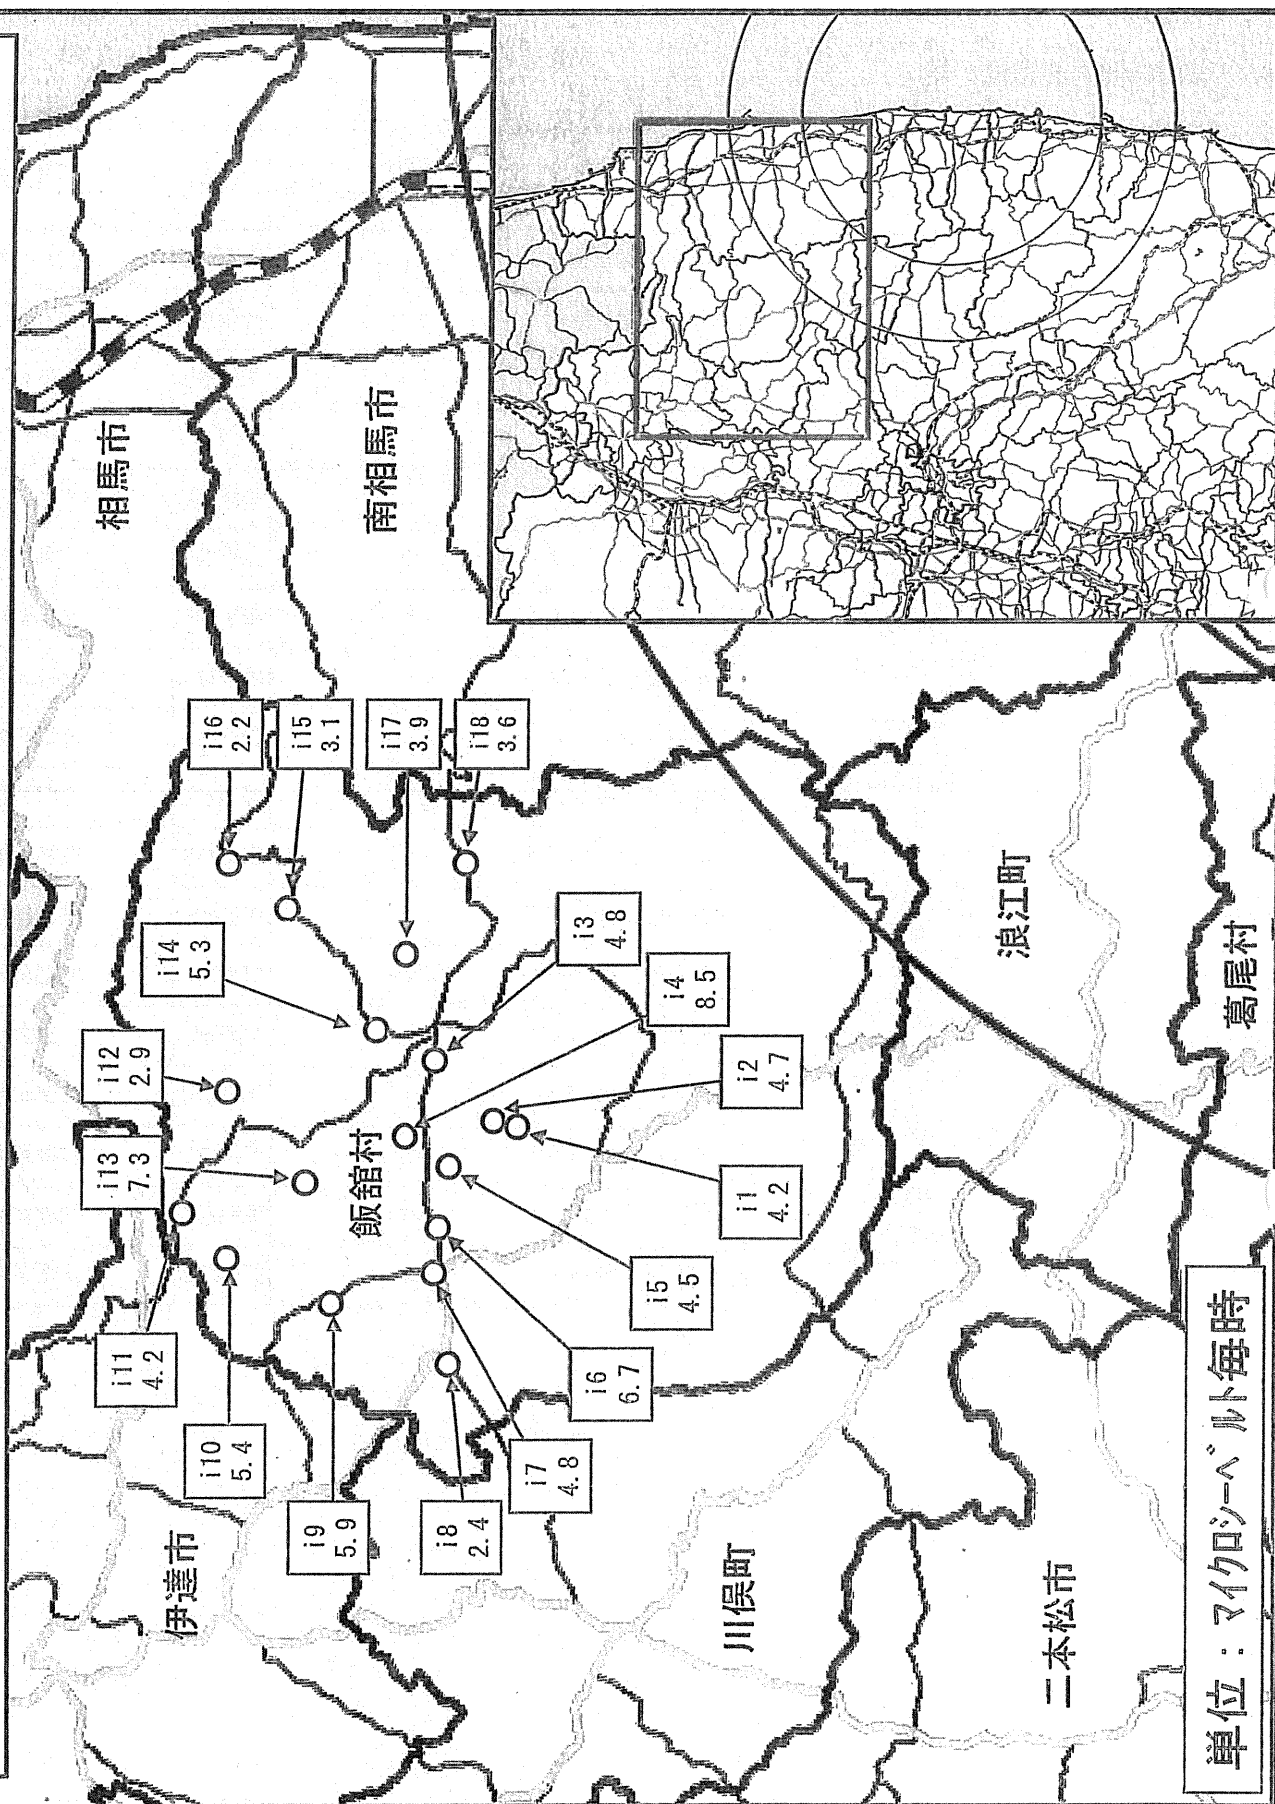 相馬市
南相馬市
伊達市
飯舘村
浪江町
葛尾村
川俣町
二本松市
i16
2.2
i15
3.1
i17
3.9
i18
3.6
i14
5.3
i3
4.8
i4
8.5
i12
2.9
i2
4.7
i13
7.3
i1
4.2
i5
4.5
i11
4.2
i6
6.7
i10
5.4
i7
4.8
i9
5.9
i8
2.4
単位：マイクロシーベルト毎時